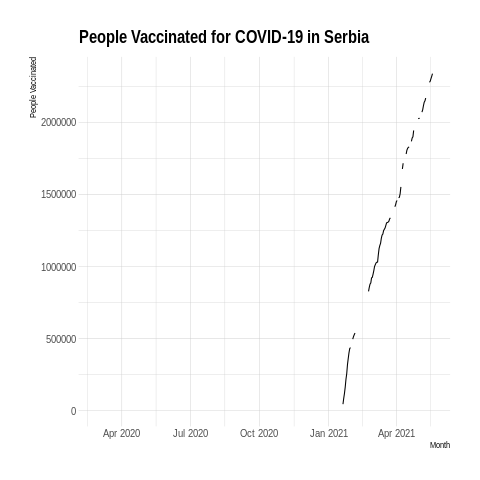 People Vaccinated for COVID-19 in Serbia
People Vaccinated
2000000
1500000
1000000
500000
0
Apr 2020 Jul 2020 Oct 2020 Jan 2021 Apr 2021
Month